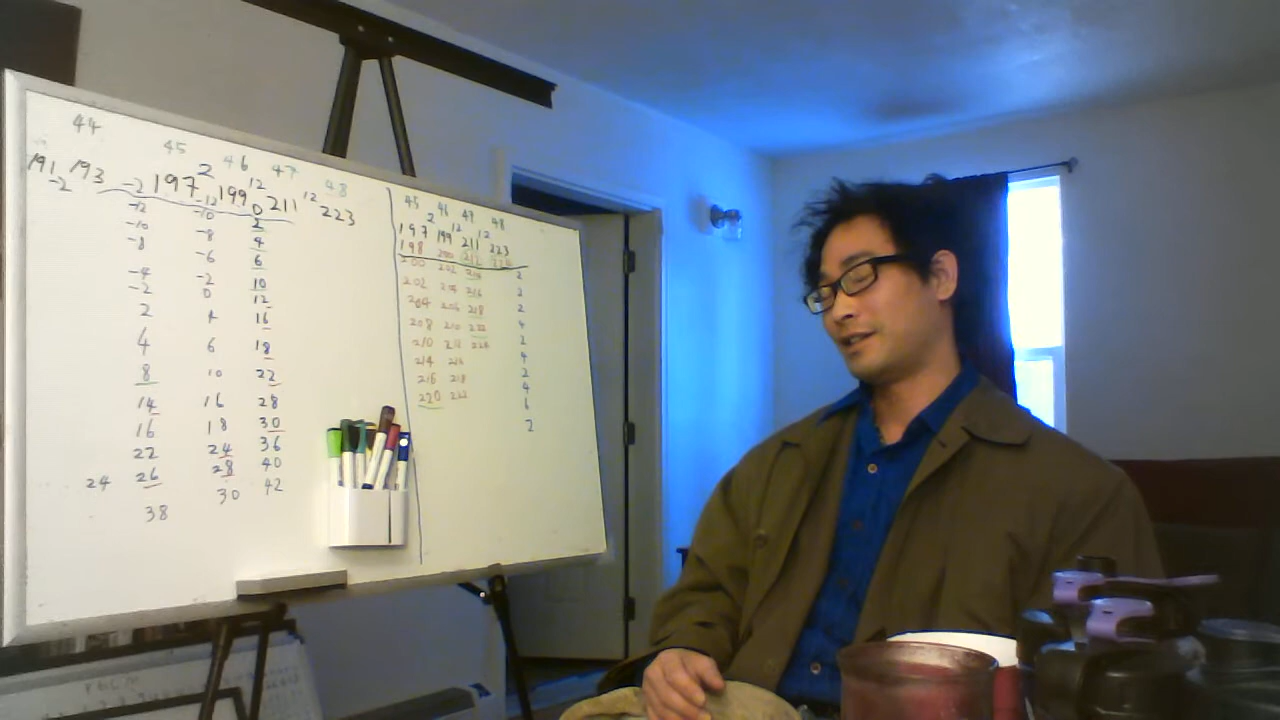 44 45 46 47 48
2 12 12
191 193 197 199 211 223
-2 -2 -12 0
-12 -10 2
-10 -8 4
-8 -6 6
-4 -2 10
-2 0 12
2 4 16
4 6 18
8 10 22
14 16 28
16 18 30
22 24 36
24 26 28 40
38 30 42
45 46 47 48
2 12 12
197 199 211 223
198 200 212
200 202 214 2
202 204 216 2
204 206 218 2
208 210 222 4
210 212 224 2
214 216 4
216 218 2
220 222 4
6
2